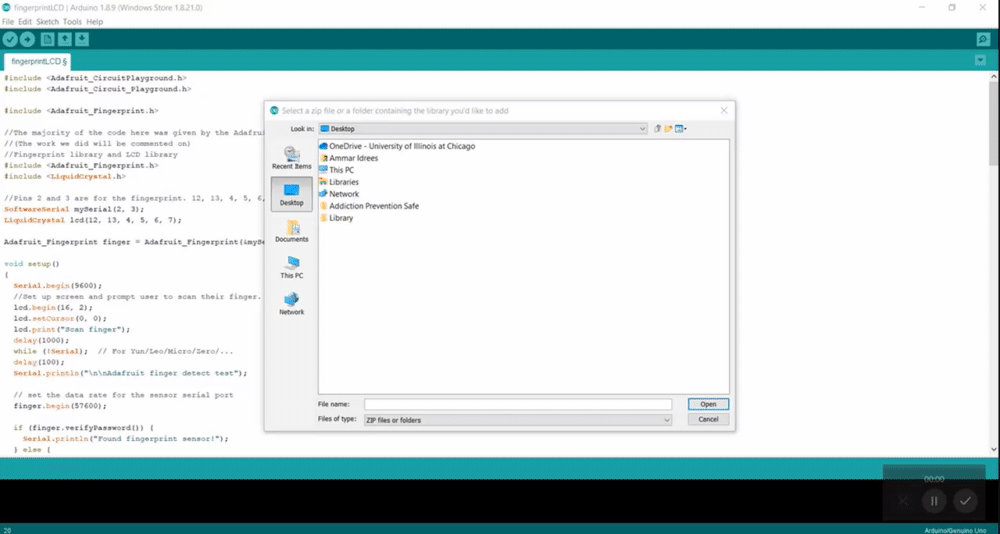 fingerprintLCD | Arduino 1.8.9 (Windows Store 1.8.21.0)
File Edit Sketch Tools Help
fingerprintLCD §
#include <Adafruit_CircuitPlayground.h>
#include <Adafruit_Circuit_Playground.h>
#include <Adafruit_Fingerprint.h>
//The majority of the code here was given by the Adafrui
//(The work we did will be commented on)
//Fingerprint library and LCD library
#include <Adafruit_Fingerprint.h>
#include <LiquidCrystal.h>
//Pins 2 and 3 are for the fingerprint. 12, 13, 4, 5, 6,
SoftwareSerial mySerial(2, 3);
LiquidCrystal lcd(12, 13, 4, 5, 6, 7);
Adafruit_Fingerprint finger = Adafruit_Fingerprint(&mySe
void setup()
{
Serial.begin(9600);
//Set up screen and prompt user to scan their finger.
lcd.begin(16, 2);
lcd.setCursor(0, 0);
lcd.print("Scan finger");
delay(1000);
while (!Serial);  // For Yun/Leo/Micro/Zero/...
delay(100);
Serial.println("\n\nAdafruit finger detect test");
// set the data rate for the sensor serial port
finger.begin(57600);
if (finger.verifyPassword()) {
Serial.println("Found fingerprint sensor!");
} else {
Select a zip file or a folder containing the library you'd like to add
Look in: Desktop
Recent Items
Desktop
Documents
This PC
Network
OneDrive - University of Illinois at Chicago
Ammar Idrees
This PC
Libraries
Network
Addiction Prevention Safe
Library
File name:
Open
Files of type: ZIP files or folders
Cancel
00:00
20
Arduino/Genuino Uno